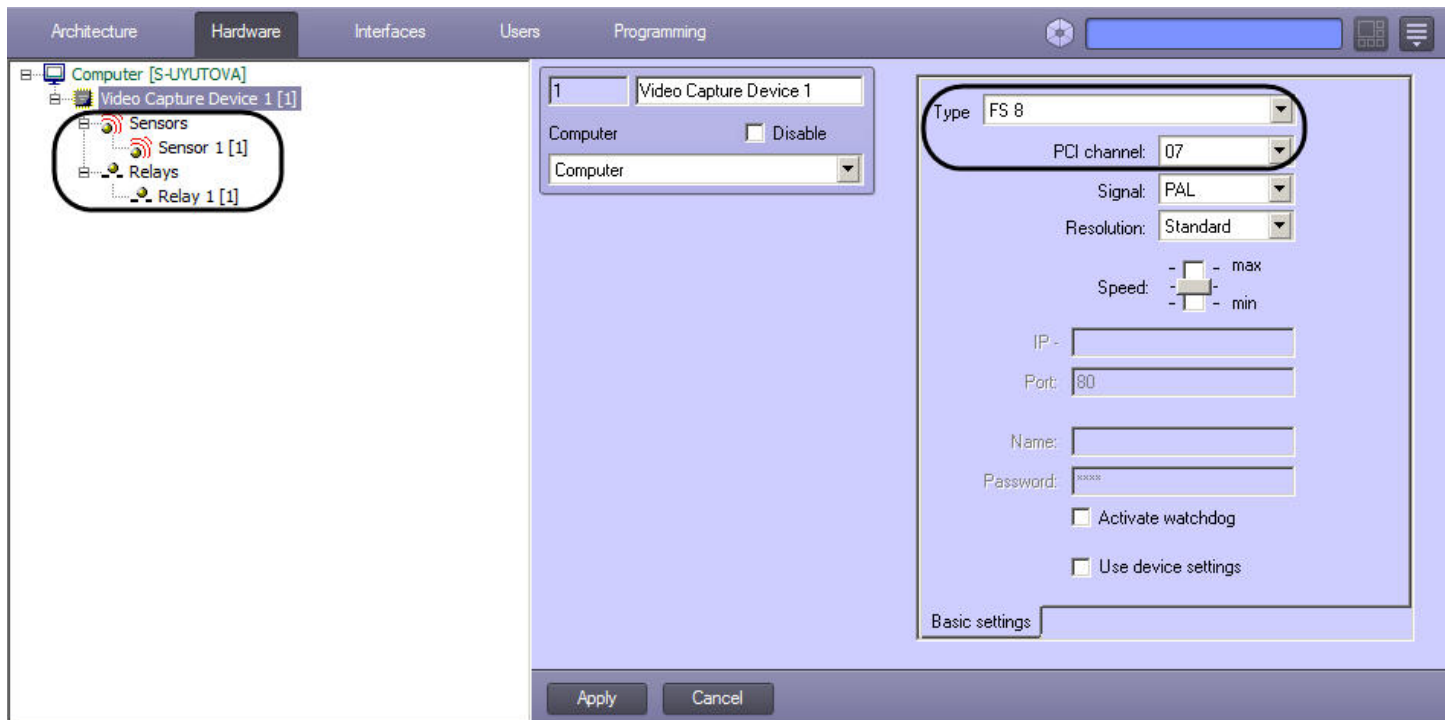 Architecture Hardware Interfaces Users Programming
Computer [S-UYUTOVA]
Video Capture Device 1 [1]
Sensors
Sensor 1 [1]
Relays
Relay 1 [1]
1 Video Capture Device 1
Computer Disable
Computer
Type FS 8
PCI channel: 07
Signal: PAL
Resolution: Standard
max
Speed:
min
IP -
Port: 80
Name:
Password: ××××
Activate watchdog
Use device settings
Basic settings
Apply Cancel